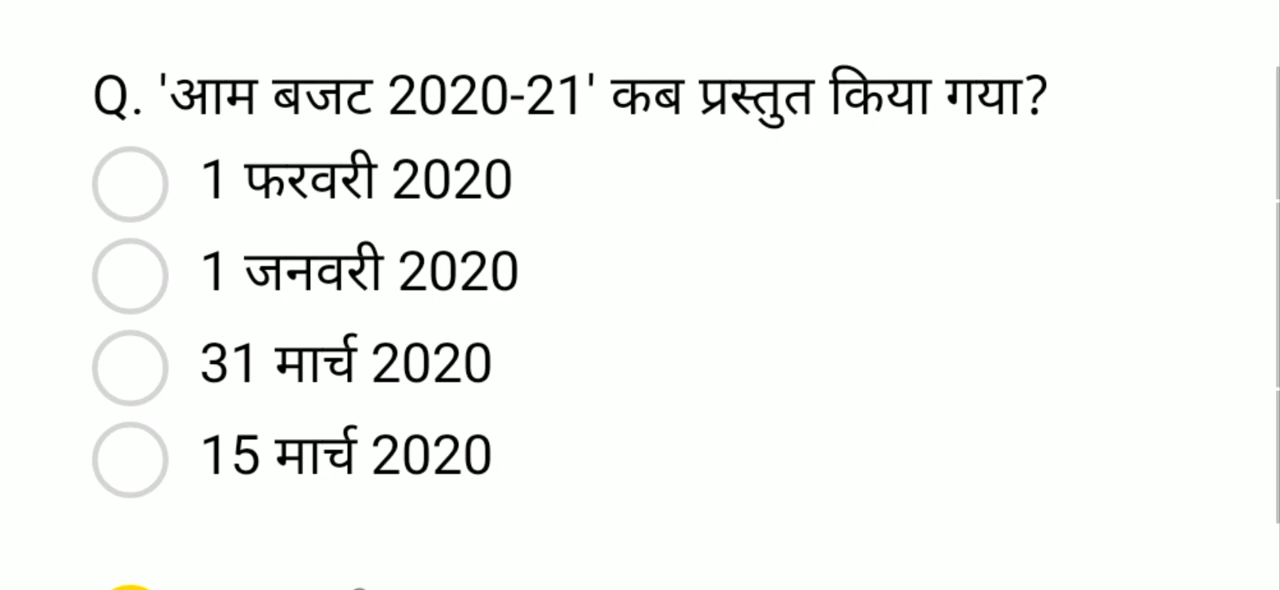 Q. 'आम बजट 2020-21' कब प्रस्तुत किया गया?
1 फरवरी 2020
1 जनवरी 2020
31 मार्च 2020
15 मार्च 2020